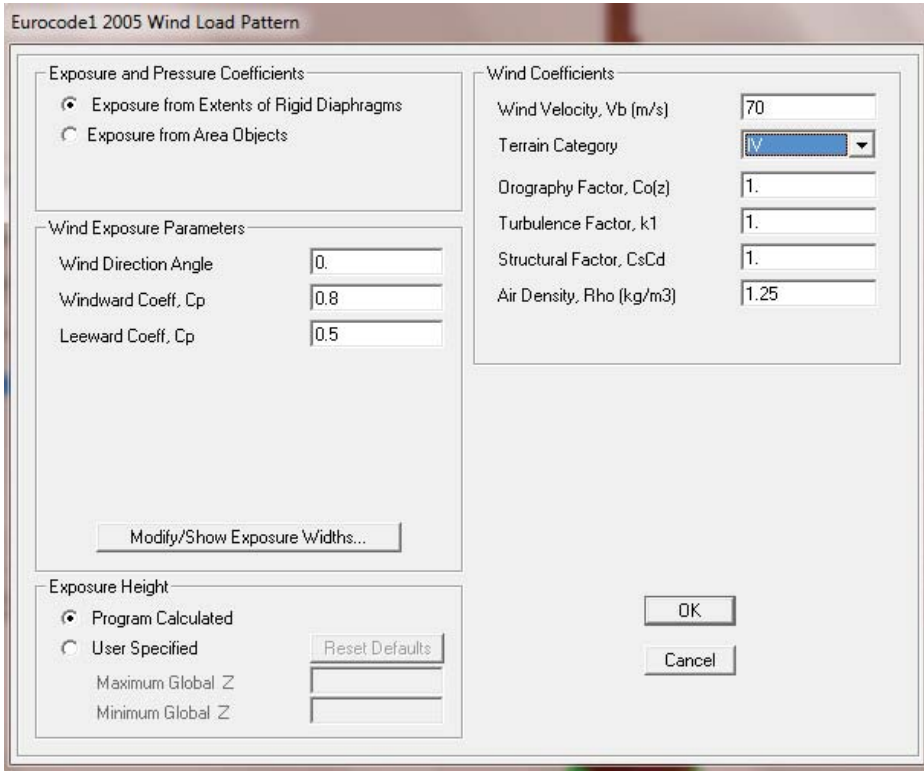 Eurocode1 2005 Wind Load Pattern
Exposure and Pressure Coefficients
Exposure from Extents of Rigid Diaphragms
Exposure from Area Objects
Wind Exposure Parameters
Wind Direction Angle 0.
Windward Coeff, Cp 0.8
Leeward Coeff, Cp 0.5
Modify/Show Exposure Widths...
Exposure Height
Program Calculated
User Specified Reset Defaults
Maximum Global Z
Minimum Global Z
Wind Coefficients
Wind Velocity, Vb (m/s) 70
Terrain Category IV
Orography Factor, Co(z) 1.
Turbulence Factor, k1 1.
Structural Factor, CsCd 1.
Air Density, Rho (kg/m3) 1.25
OK
Cancel